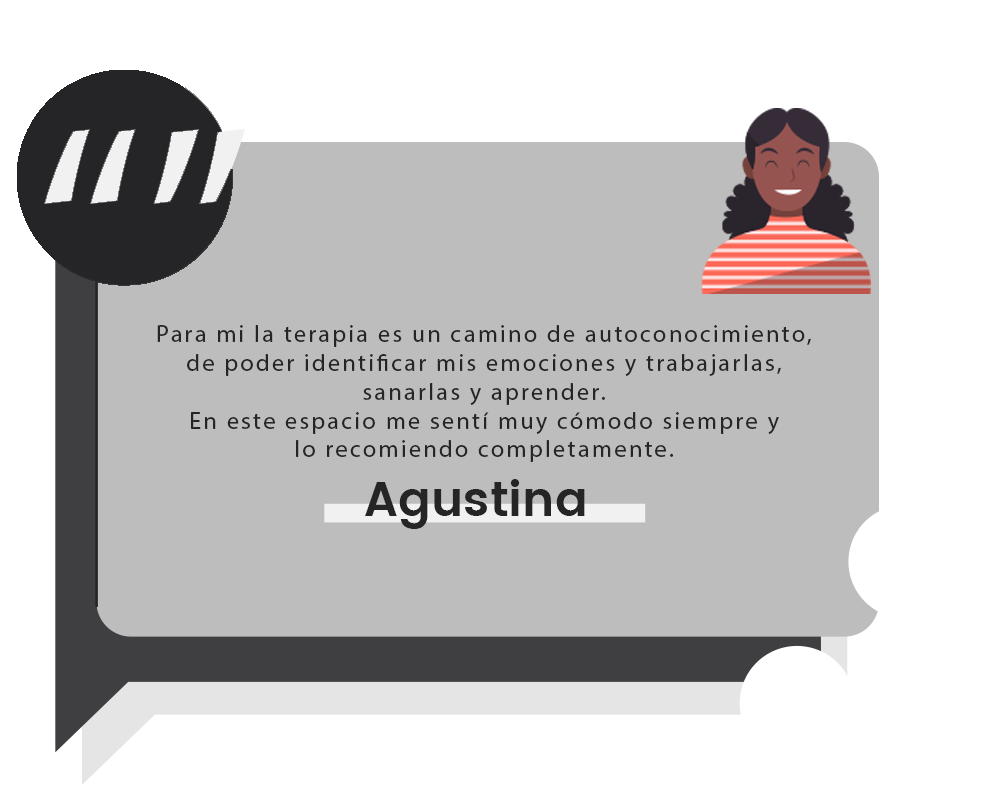 Para mi la terapia es un camino de autoconocimiento,
de poder identificar mis emociones y trabajarlas,
sanarlas y aprender.
En este espacio me sentí muy cómodo siempre y
lo recomiendo completamente.
Agustina